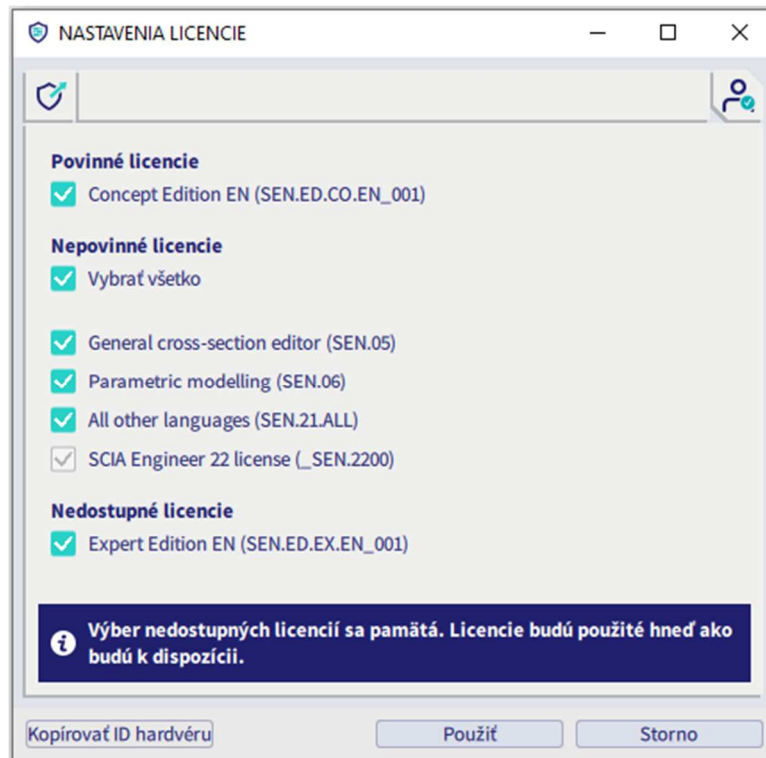 NASTAVENIA LICENCIE
Povinné licencie
Concept Edition EN (SEN.ED.CO.EN_001)
Nepovinné licencie
Vybrať všetko
General cross-section editor (SEN.05)
Parametric modelling (SEN.06)
All other languages (SEN.21.ALL)
SCIA Engineer 22 license (_SEN.2200)
Nedostupné licencie
Expert Edition EN (SEN.ED.EX.EN_001)
Výber nedostupných licencií sa pamätá. Licencie budú použité hneď ako
budú k dispozícii.
Kopírovať ID hardvéru
Použiť
Storno